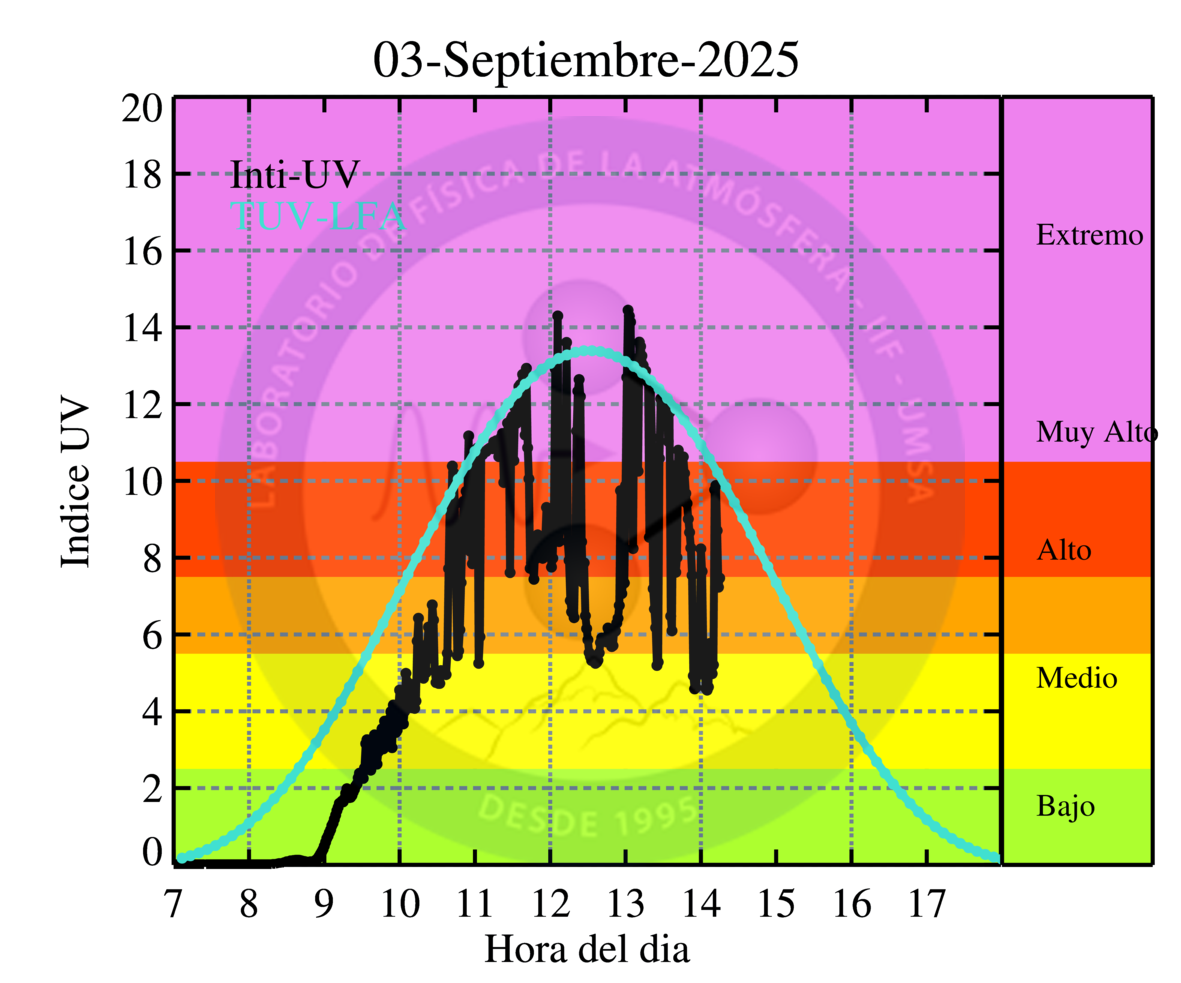 03-Septiembre-2025
20
18
16
14
12
10
8
6
4
2
0
Indice UV
Inti-UV
TUV-LFA
LABORATORIO DE FÍSICA DE LA ATMÓSFERA - IIF - UMSA
DESDE 1995
Extremo
Muy Alto
Alto
Medio
Bajo
7 8 9 10 11 12 13 14 15 16 17
Hora del dia